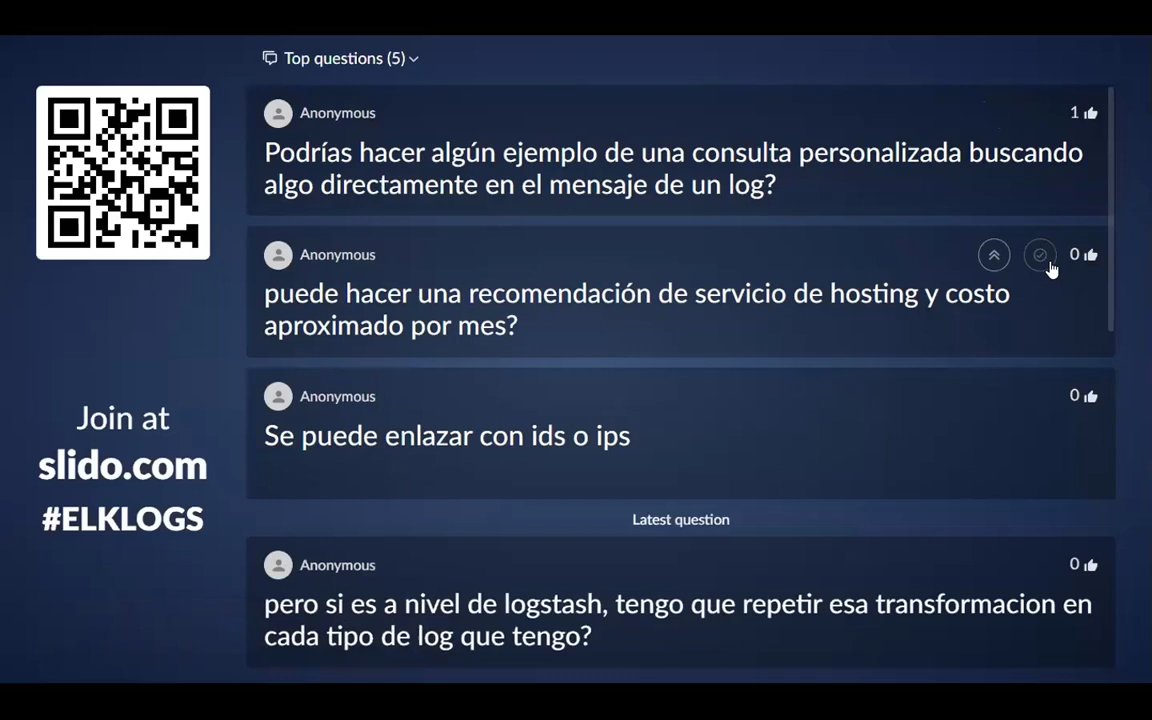 Top questions (5)
Anonymous
1
Podrías hacer algún ejemplo de una consulta personalizada buscando
algo directamente en el mensaje de un log?
Anonymous
0
puede hacer una recomendación de servicio de hosting y costo
aproximado por mes?
Anonymous
0
Se puede enlazar con ids o ips
Latest question
Anonymous
0
pero si es a nivel de logstash, tengo que repetir esa transformacion en
cada tipo de log que tengo?
Join at
slido.com
#ELKLOGS